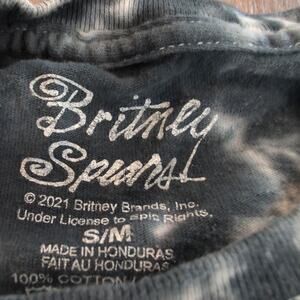 Britney
Spears
© 2021 Britney Brands, Inc.
Under License to Epic Rights.
S/M
MADE IN HONDURAS
FAIT AU HONDURAS
100% COTTON